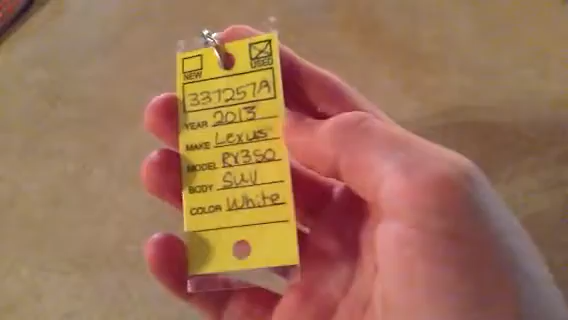 NEW USED
337257A
YEAR 2013
MAKE Lexus
MODEL RX350
BODY SUV
COLOR White